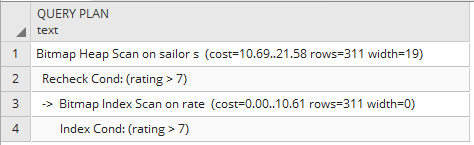 QUERY PLAN
text
1 Bitmap Heap Scan on sailor s (cost=10.69..21.58 rows=311 width=19)
2 Recheck Cond: (rating > 7)
3 -> Bitmap Index Scan on rate (cost=0.00..10.61 rows=311 width=0)
4 Index Cond: (rating > 7)